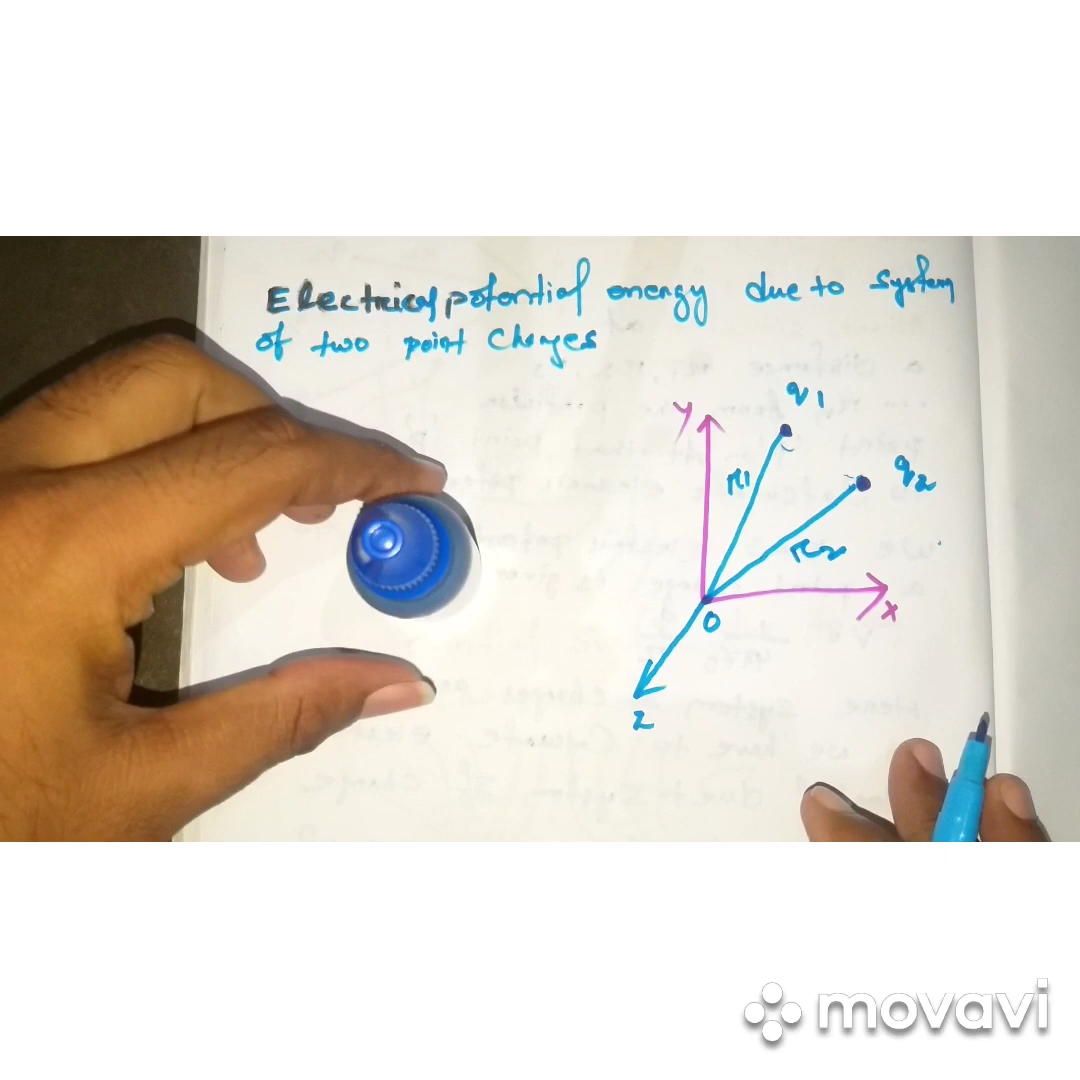 Electrical potential energy due to system
of two point charges
q1
Y
r1
q2
r2
X
O
Z
movavi